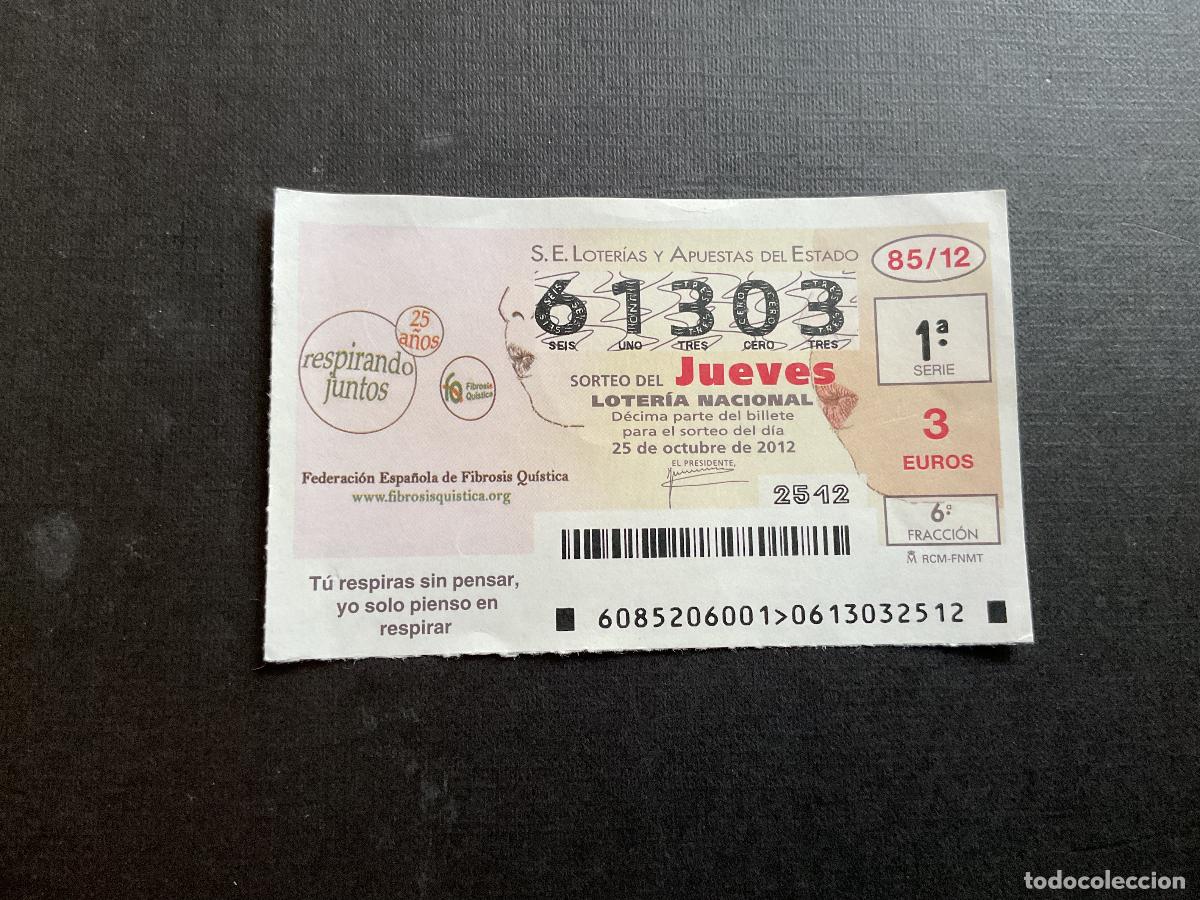 S.E. LOTERÍAS Y APUESTAS DEL ESTADO
85/12
61303
SEIS UNO TRES CERO TRES
1ª
SERIE
SORTEO DEL Jueves
LOTERÍA NACIONAL
Décima parte del billete
para el sorteo del día
25 de octubre de 2012
EL PRESIDENTE,
3
EUROS
2542
6ª
FRACCIÓN
M RCM-FNMT
25
años
respirando
juntos
fq Fibrosis
Quística
Federación Española de Fibrosis Quística
www.fibrosisquistica.org
Tú respiras sin pensar,
yo solo pienso en
respirar
6085206001>0613032512
todocoleccion